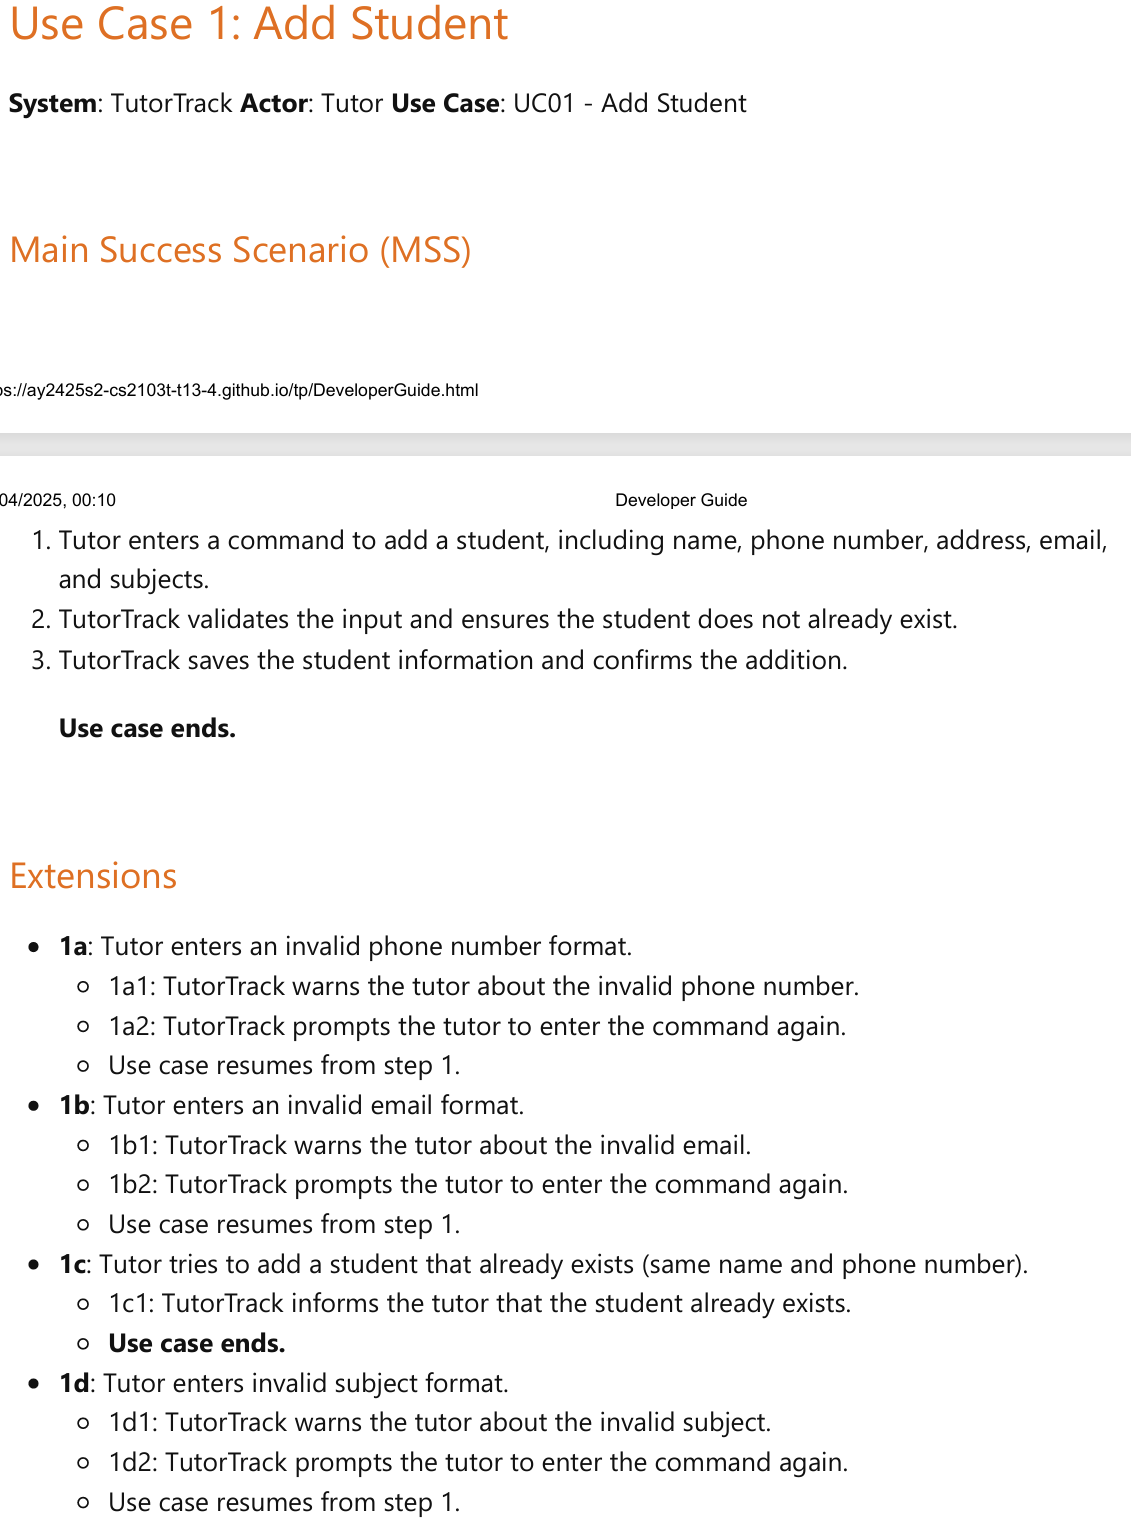 Use Case 1: Add Student
System: TutorTrack Actor: Tutor Use Case: UC01 - Add Student
Main Success Scenario (MSS)
ps://ay2425s2-cs2103t-t13-4.github.io/tp/DeveloperGuide.html
04/2025, 00:10 Developer Guide
1. Tutor enters a command to add a student, including name, phone number, address, email,
and subjects.
2. TutorTrack validates the input and ensures the student does not already exist.
3. TutorTrack saves the student information and confirms the addition.
Use case ends.
Extensions
• 1a: Tutor enters an invalid phone number format.
○ 1a1: TutorTrack warns the tutor about the invalid phone number.
○ 1a2: TutorTrack prompts the tutor to enter the command again.
○ Use case resumes from step 1.
• 1b: Tutor enters an invalid email format.
○ 1b1: TutorTrack warns the tutor about the invalid email.
○ 1b2: TutorTrack prompts the tutor to enter the command again.
○ Use case resumes from step 1.
• 1c: Tutor tries to add a student that already exists (same name and phone number).
○ 1c1: TutorTrack informs the tutor that the student already exists.
○ Use case ends.
• 1d: Tutor enters invalid subject format.
○ 1d1: TutorTrack warns the tutor about the invalid subject.
○ 1d2: TutorTrack prompts the tutor to enter the command again.
○ Use case resumes from step 1.